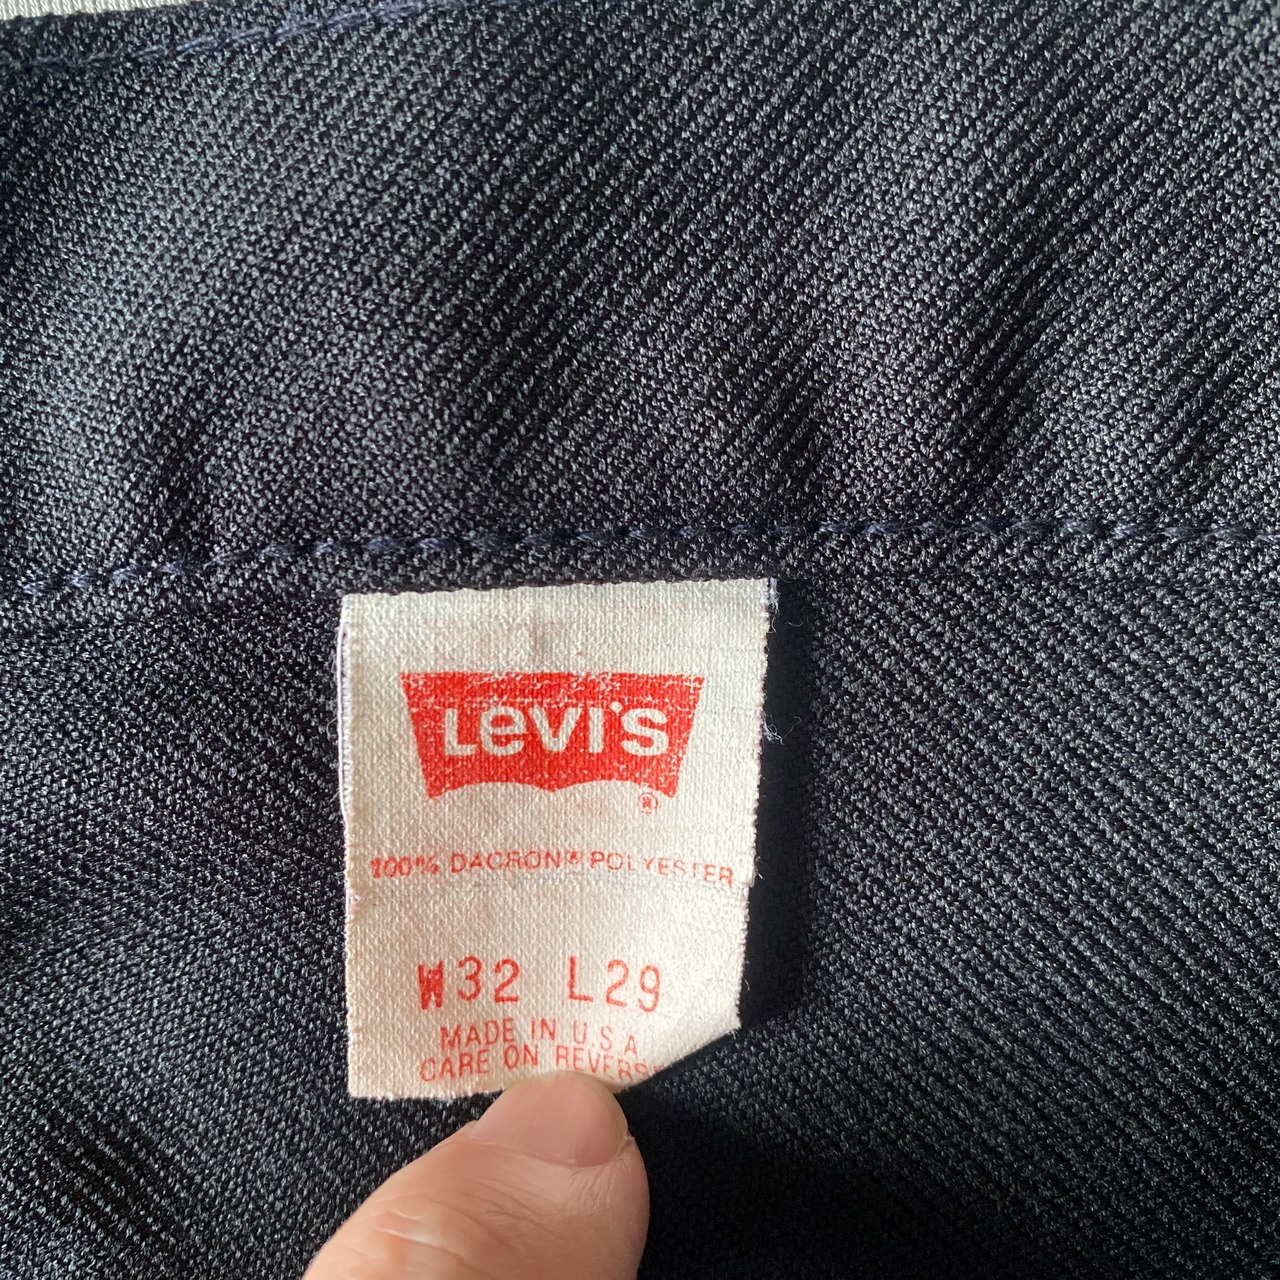 LEVI'S
®
100% DACRON® POLYESTER
W32 L29
MADE IN U.S.A.
CARE ON REVERSE